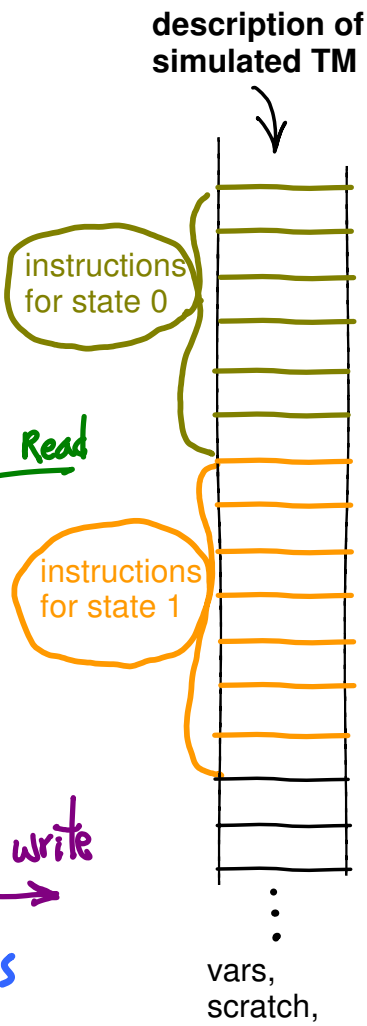 description of
simulated TM
instructions
for state 0
Read
instructions
for state 1
write
s
vars,
scratch,